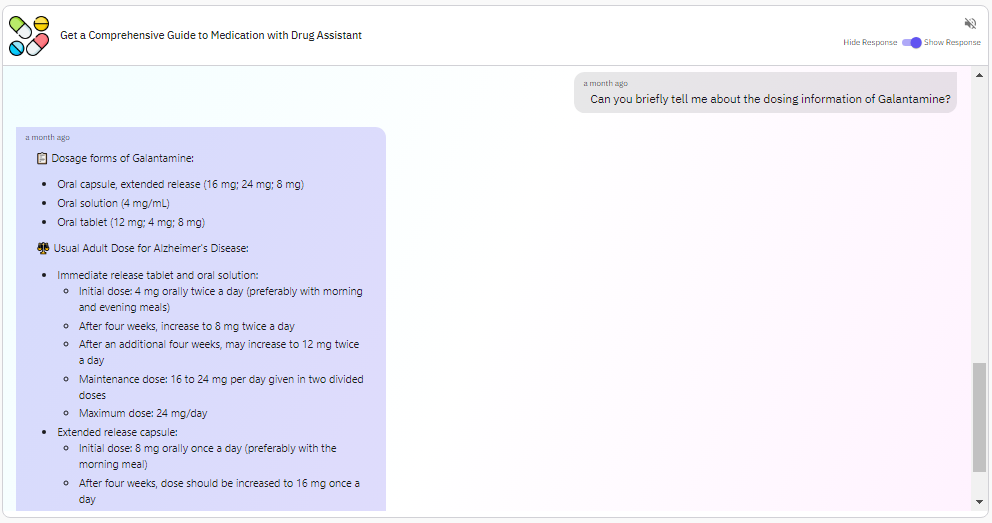 Get a Comprehensive Guide to Medication with Drug Assistant
Hide Response
Show Response
a month ago
Can you briefly tell me about the dosing information of Galantamine?
a month ago
Dosage forms of Galantamine:
Oral capsule, extended release (16 mg; 24 mg; 8 mg)
Oral solution (4 mg/mL)
Oral tablet (12 mg; 4 mg; 8 mg)
Usual Adult Dose for Alzheimer's Disease:
Immediate release tablet and oral solution:
Initial dose: 4 mg orally twice a day (preferably with morning
and evening meals)
After four weeks, increase to 8 mg twice a day
After an additional four weeks, may increase to 12 mg twice
a day
Maintenance dose: 16 to 24 mg per day given in two divided
doses
Maximum dose: 24 mg/day
Extended release capsule:
Initial dose: 8 mg orally once a day (preferably with the
morning meal)
After four weeks, dose should be increased to 16 mg once a
day